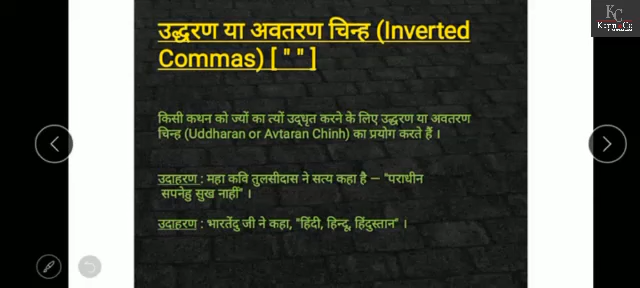 KC
उद्धरण या अवतरण चिन्ह (Inverted
Commas) [ " " ]
किसी कथन को ज्यों का त्यों उद्धृत करने के लिए उद्धरण या अवतरण
चिन्ह (Uddharan or Avtaran Chinh) का प्रयोग करते हैं ।
उदाहरण : महा कवि तुलसीदास ने सत्य कहा है — "पराधीन
सपनेहु सुख नाहीं" ।
उदाहरण : भारतेंदु जी ने कहा, "हिंदी, हिन्दू, हिंदुस्तान" ।